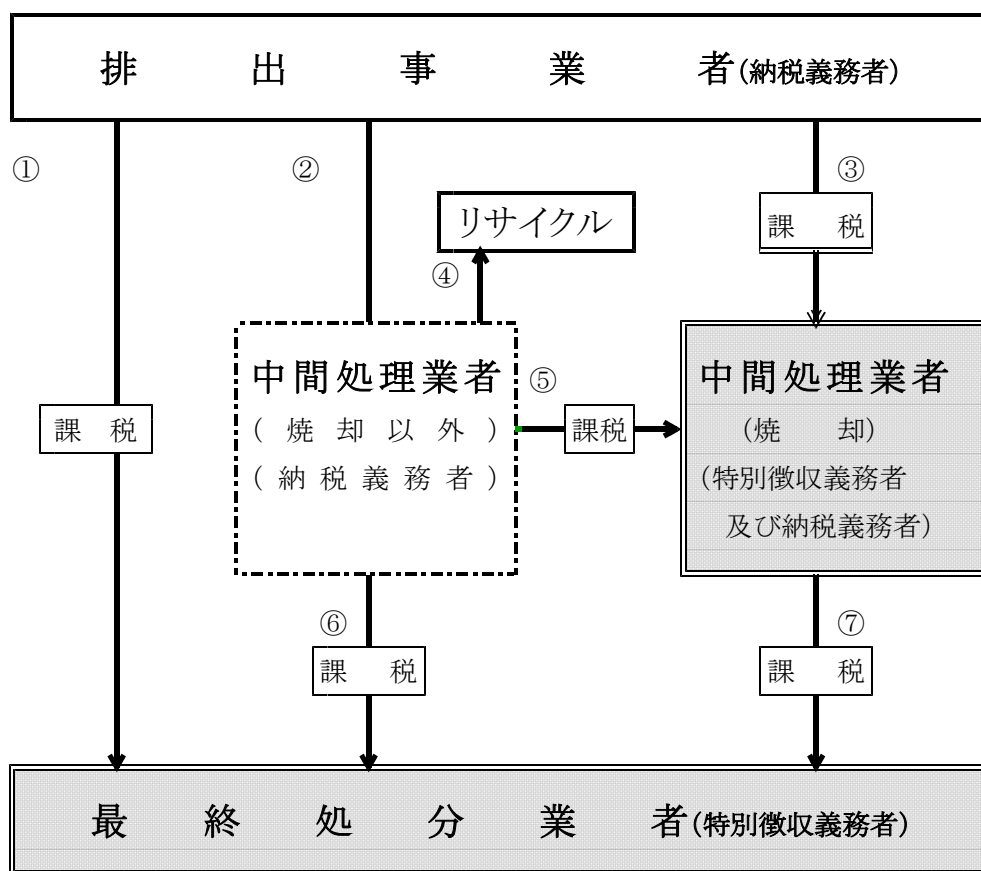 排出事業者(納税義務者)
① ② ③
課税
リサイクル
④
中間処理業者
(焼却以外)
(納税義務者)
⑤
課税
中間処理業者
(焼却)
(特別徴収義務者
及び納税義務者)
課税
⑥ ⑦
課税 課税
最終処分業者(特別徴収義務者)